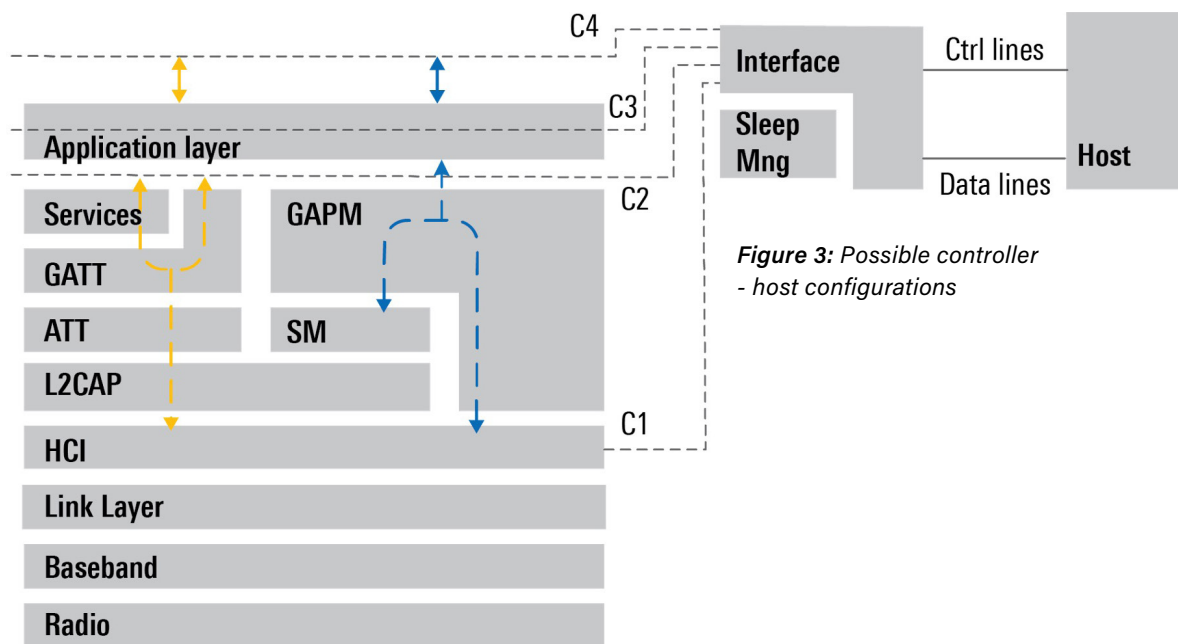 C4
Interface
Ctrl lines
C3
Application layer
Sleep
Mng
Host
Data lines
C2
Services
GAPM
Figure 3: Possible controller
- host configurations
GATT
ATT
SM
L2CAP
C1
HCI
Link Layer
Baseband
Radio